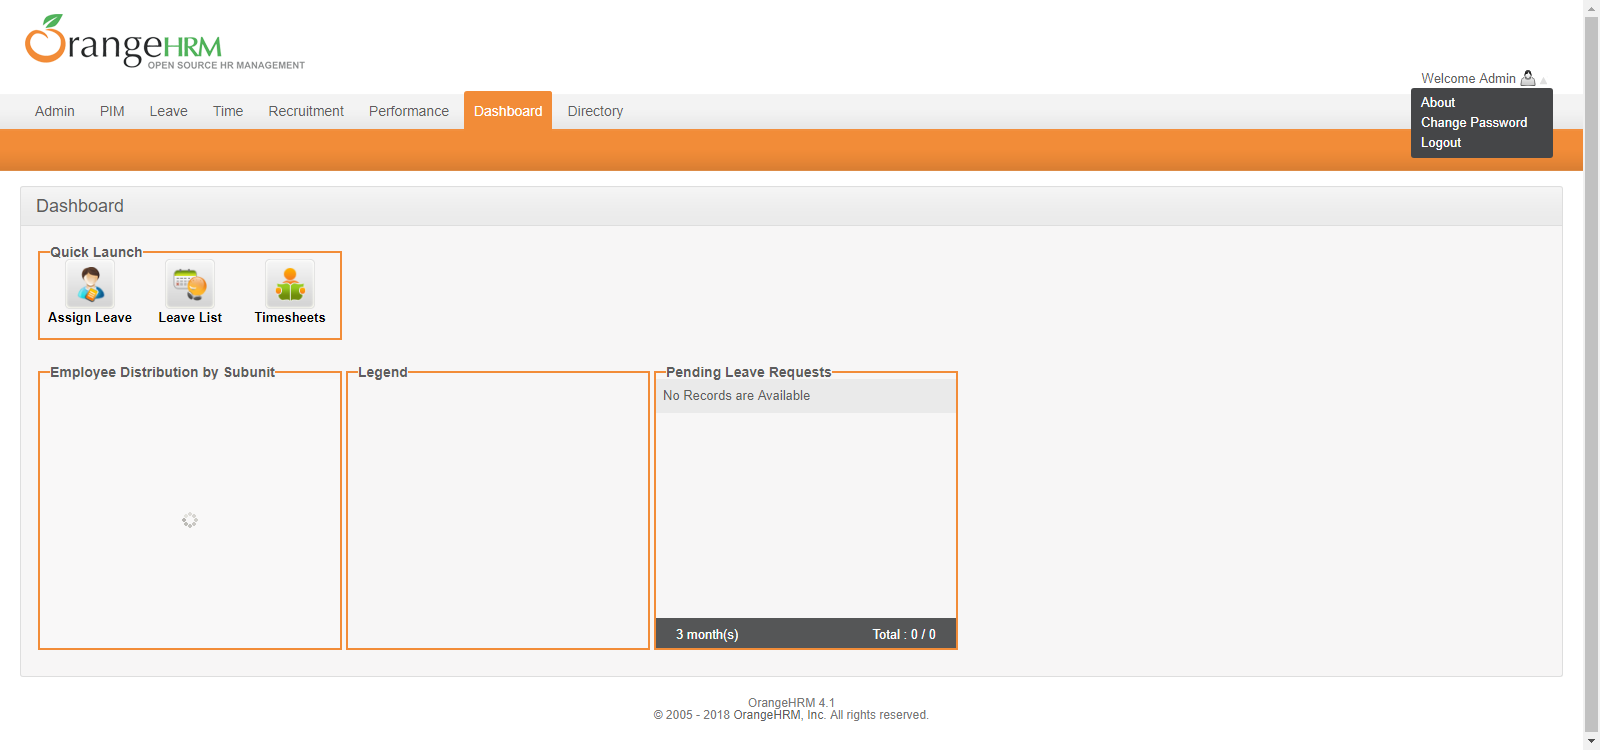 OrangeHRM
OPEN SOURCE HR MANAGEMENT
Welcome Admin
About
Change Password
Logout
Admin PIM Leave Time Recruitment Performance Dashboard Directory
Dashboard
Quick Launch
Assign Leave Leave List Timesheets
Employee Distribution by Subunit
Legend
Pending Leave Requests
No Records are Available
3 month(s) Total : 0 / 0
OrangeHRM 4.1
© 2005 - 2018 OrangeHRM, Inc. All rights reserved.